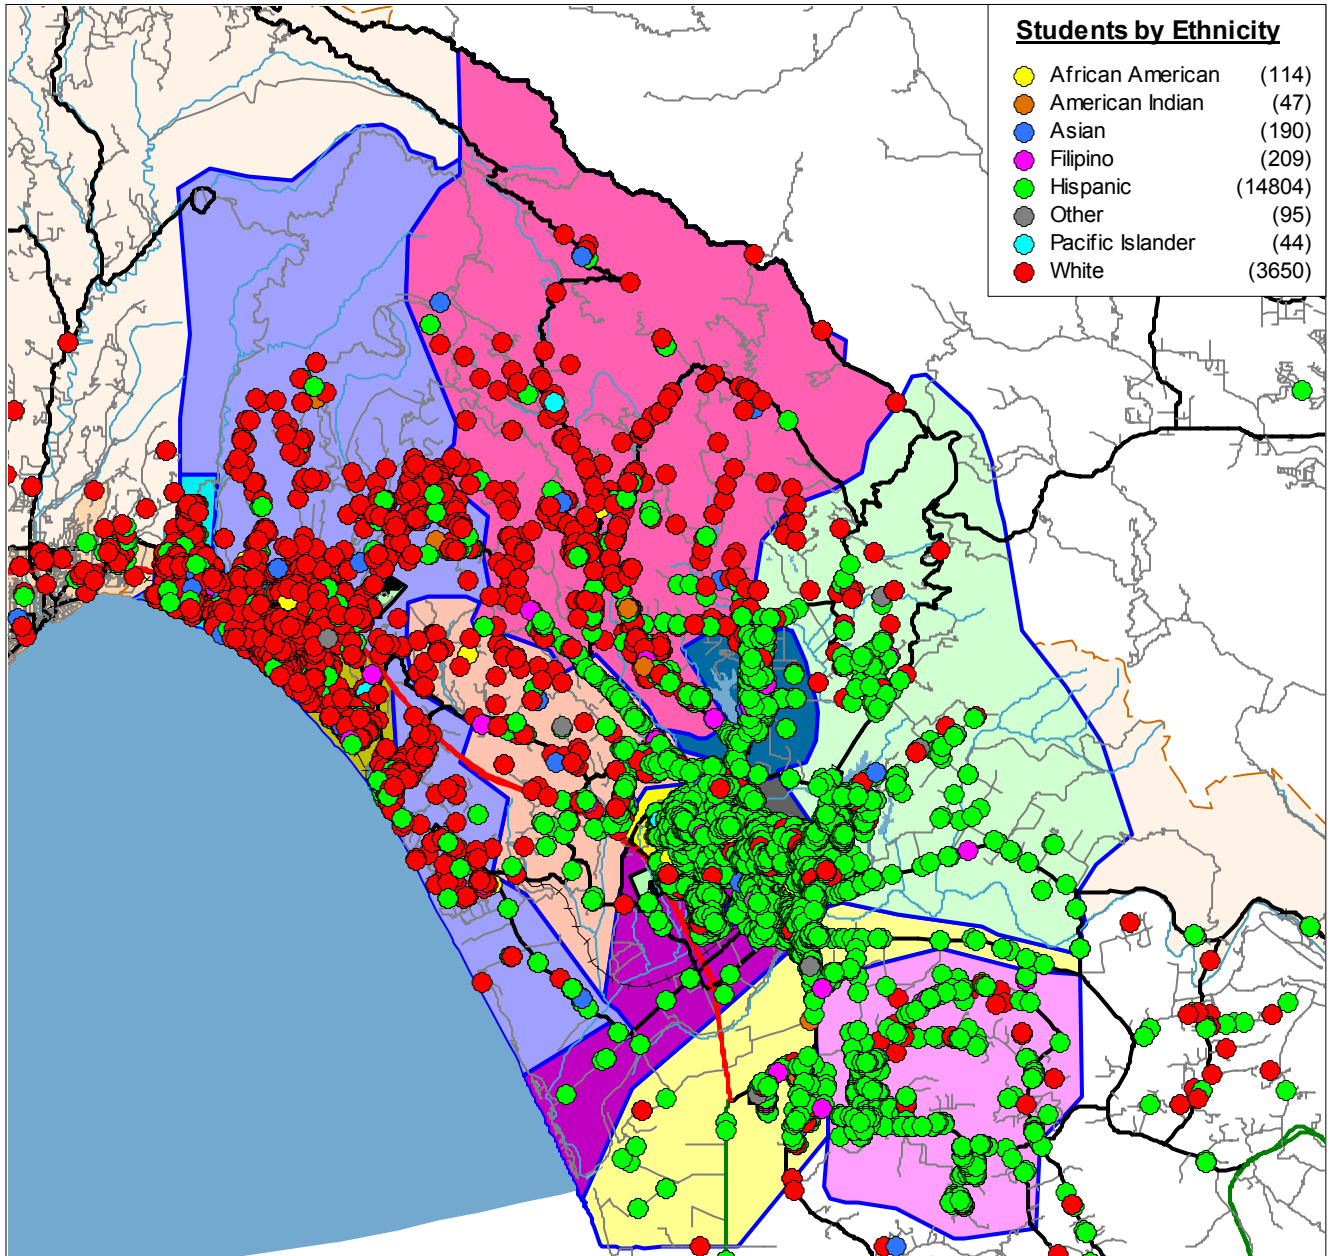 Students by Ethnicity
African American (114)
American Indian (47)
Asian (190)
Filipino (209)
Hispanic (14804)
Other (95)
Pacific Islander (44)
White (3650)